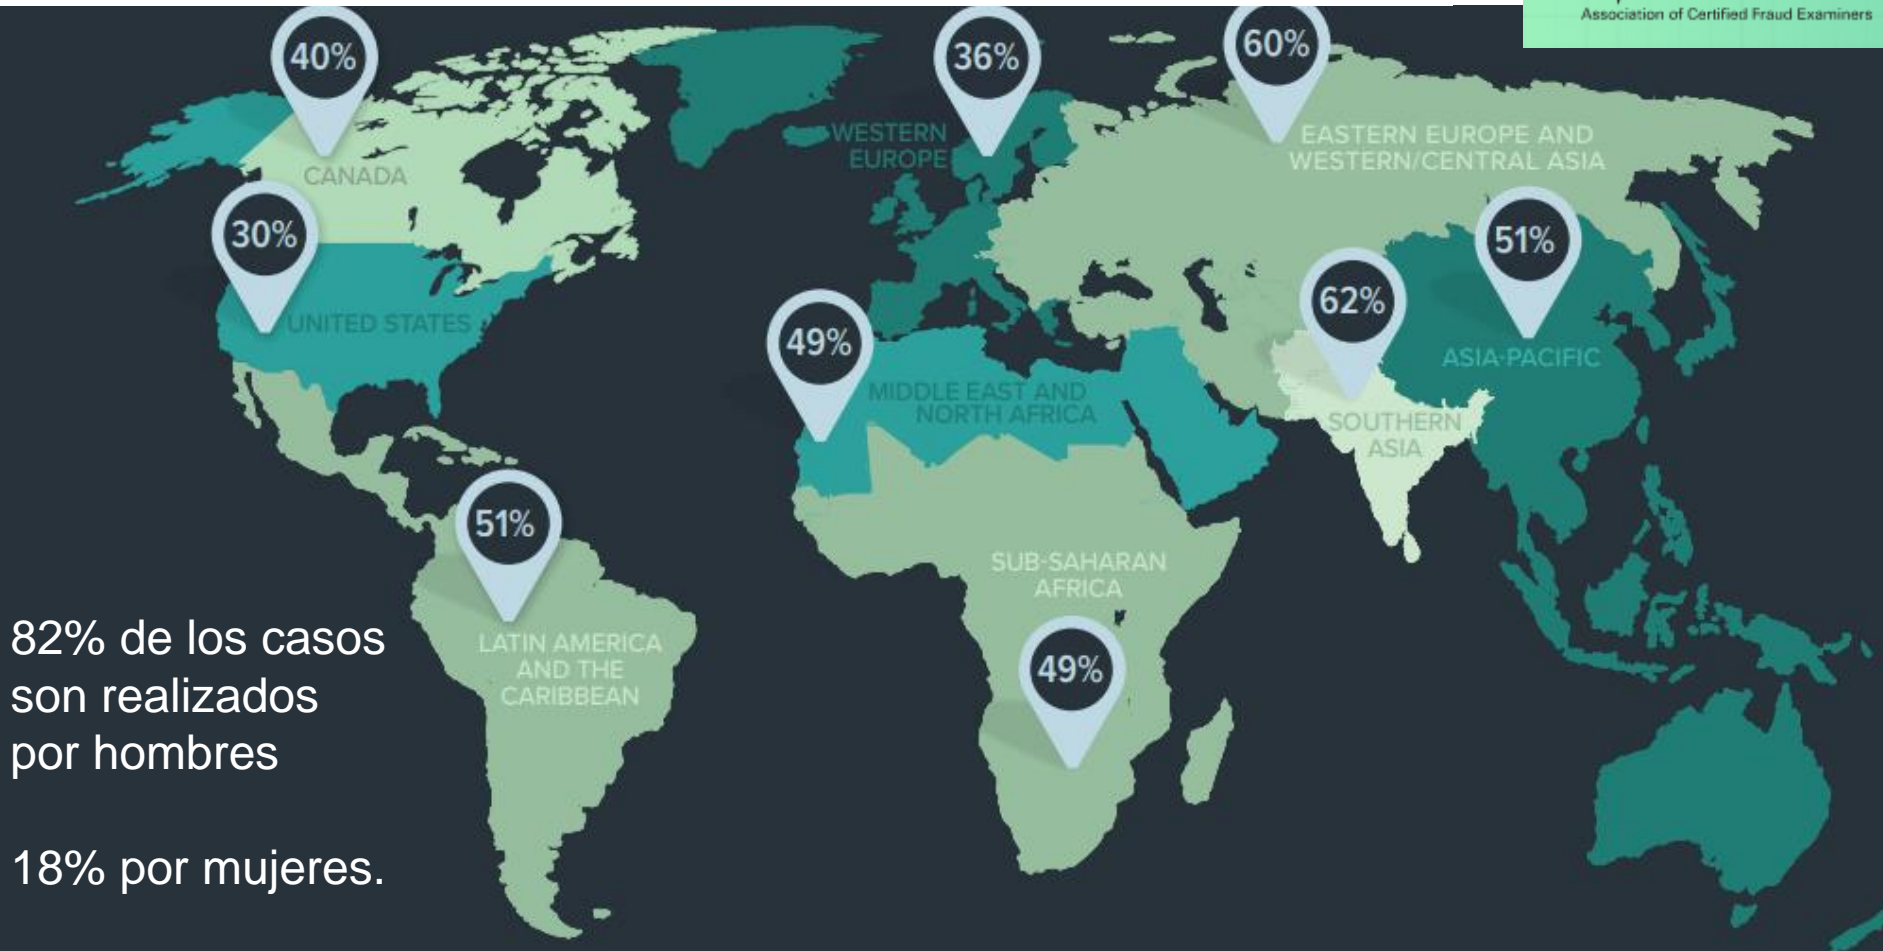 Association of Certified Fraud Examiners
40%
36%
60%
WESTERN
EUROPE
EASTERN EUROPE AND
WESTERN/CENTRAL ASIA
CANADA
30%
51%
62%
UNITED STATES
49%
ASIA-PACIFIC
MIDDLE EAST AND
NORTH AFRICA
SOUTHERN
ASIA
51%
SUB-SAHARAN
AFRICA
49%
LATIN AMERICA
AND THE
CARIBBEAN
82% de los casos
son realizados
por hombres
18% por mujeres.